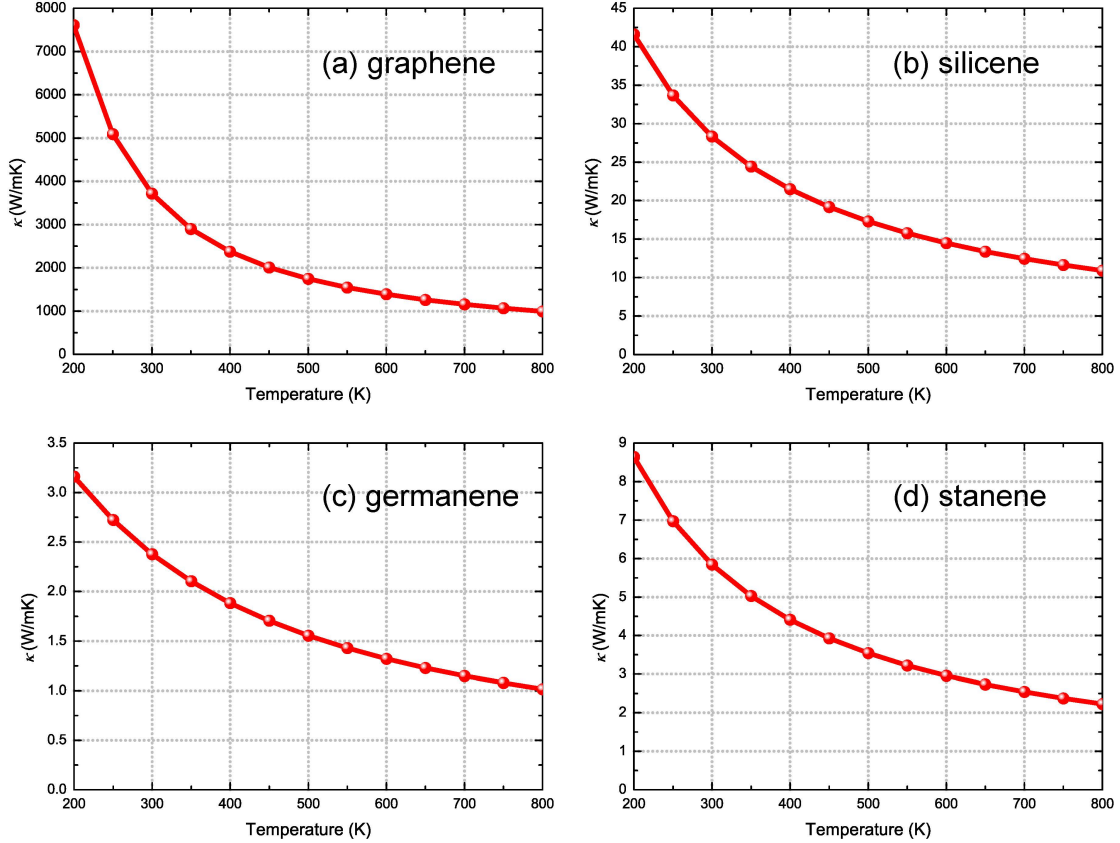 8000
7000
6000
5000
4000
3000
2000
1000
0
κ (W/mK)
(a) graphene
200 300 400 500 600 700 800
Temperature (K)
45
40
35
30
25
20
15
10
5
0
κ (W/mK)
(b) silicene
200 300 400 500 600 700 800
Temperature (K)
3.5
3.0
2.5
2.0
1.5
1.0
0.5
0.0
κ (W/mK)
(c) germanene
200 300 400 500 600 700 800
Temperature (K)
9
8
7
6
5
4
3
2
1
0
κ (W/mK)
(d) stanene
200 300 400 500 600 700 800
Temperature (K)